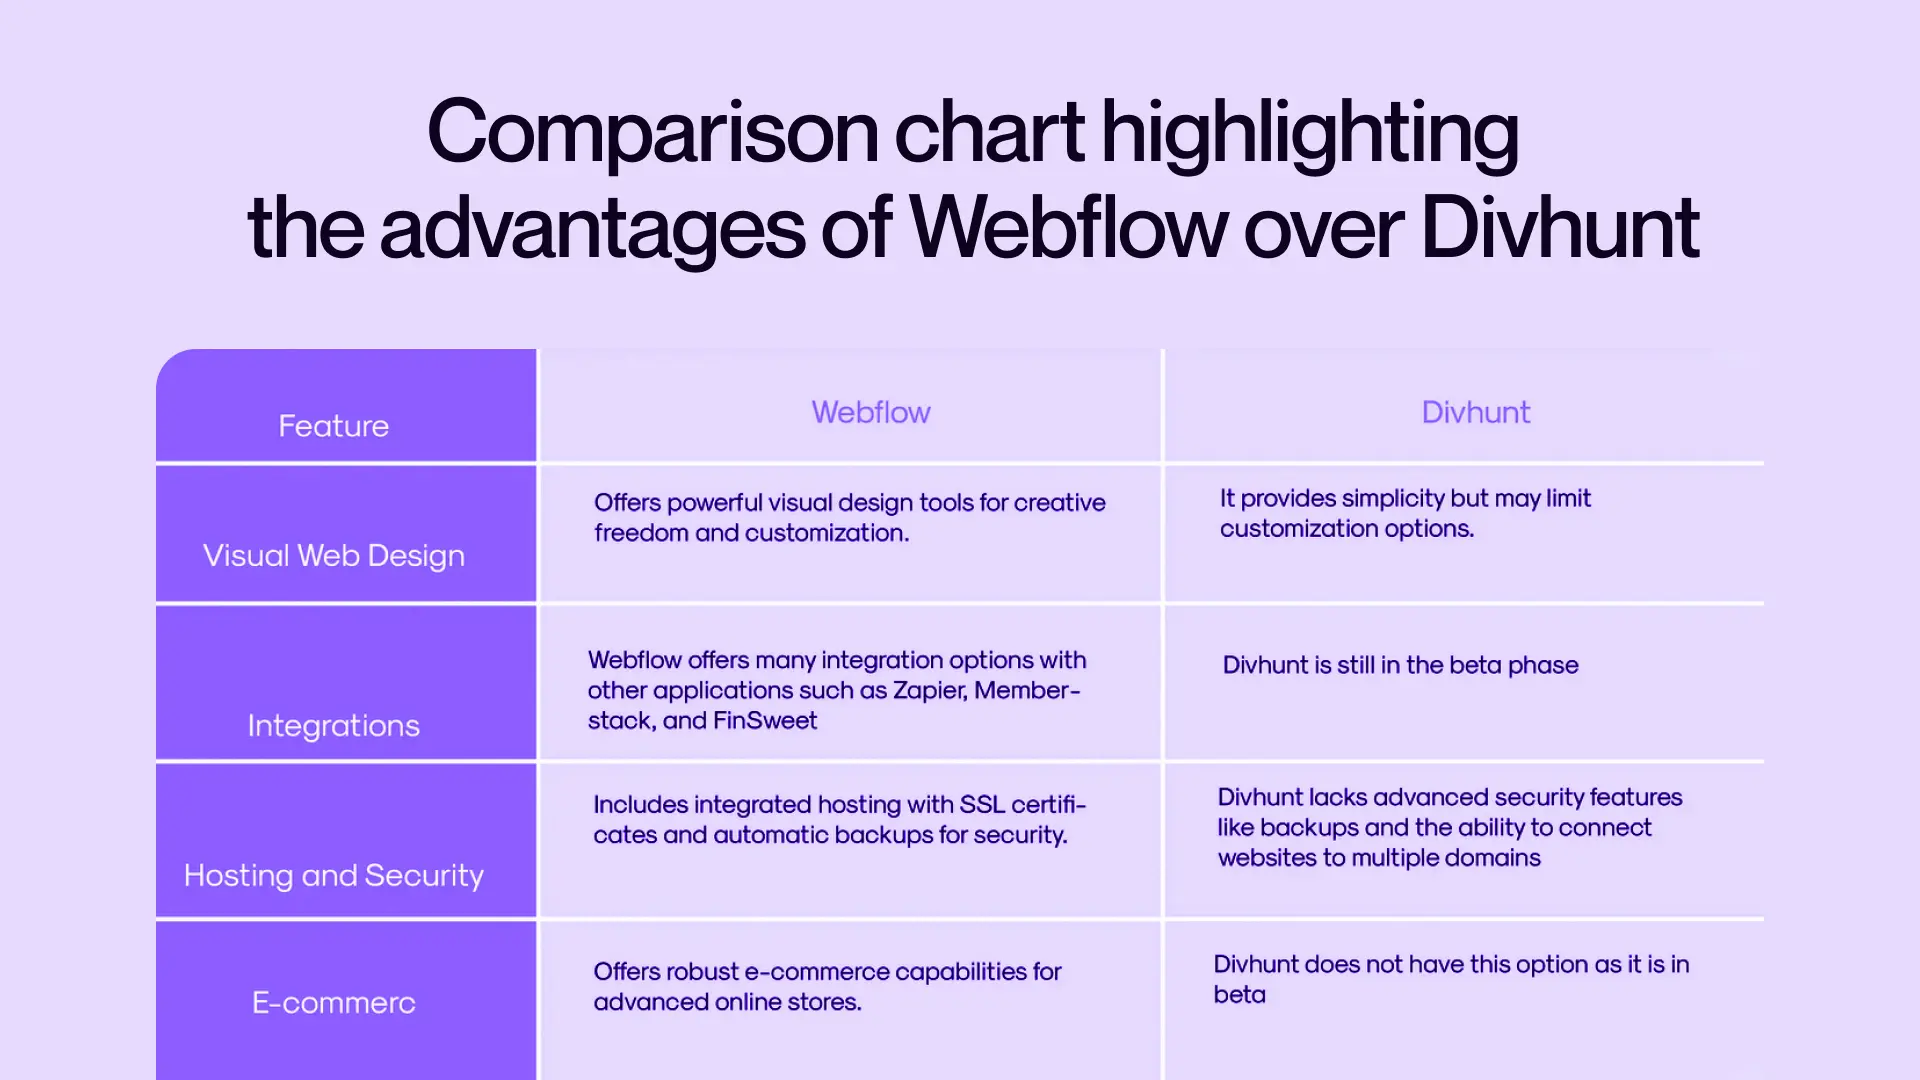 Comparison chart highlighting
the advantages of Webflow over Divhunt
Feature
Webflow
Divhunt
Visual Web Design
Offers powerful visual design tools for creative
freedom and customization.
It provides simplicity but may limit
customization options.
Integrations
Webflow offers many integration options with
other applications such as Zapier, Member-
stack, and FinSweet
Divhunt is still in the beta phase
Hosting and Security
Includes integrated hosting with SSL certifi-
cates and automatic backups for security.
Divhunt lacks advanced security features
like backups and the ability to connect
websites to multiple domains
E-commerc
Offers robust e-commerce capabilities for
advanced online stores.
Divhunt does not have this option as it is in
beta